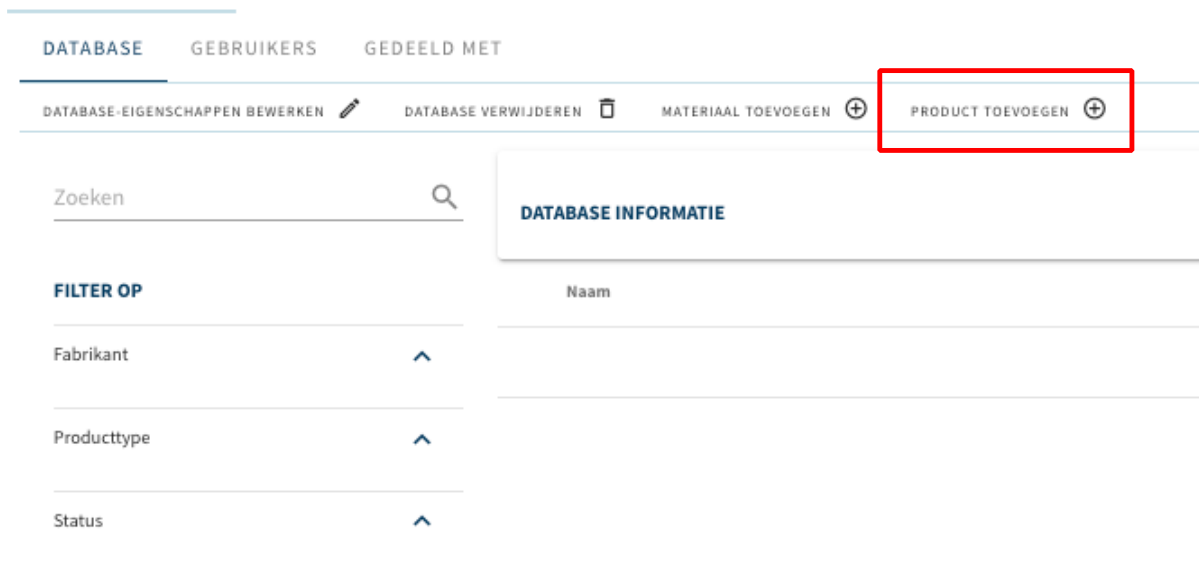 DATABASE GEBRUIKERS GEDEELD MET
DATABASE-EIGENSCHAPPEN BEWERKEN DATABASE VERWIJDEREN MATERIAAL TOEVOEGEN PRODUCT TOEVOEGEN
Zoeken
DATABASE INFORMATIE
FILTER OP
Naam
Fabrikant
Producttype
Status